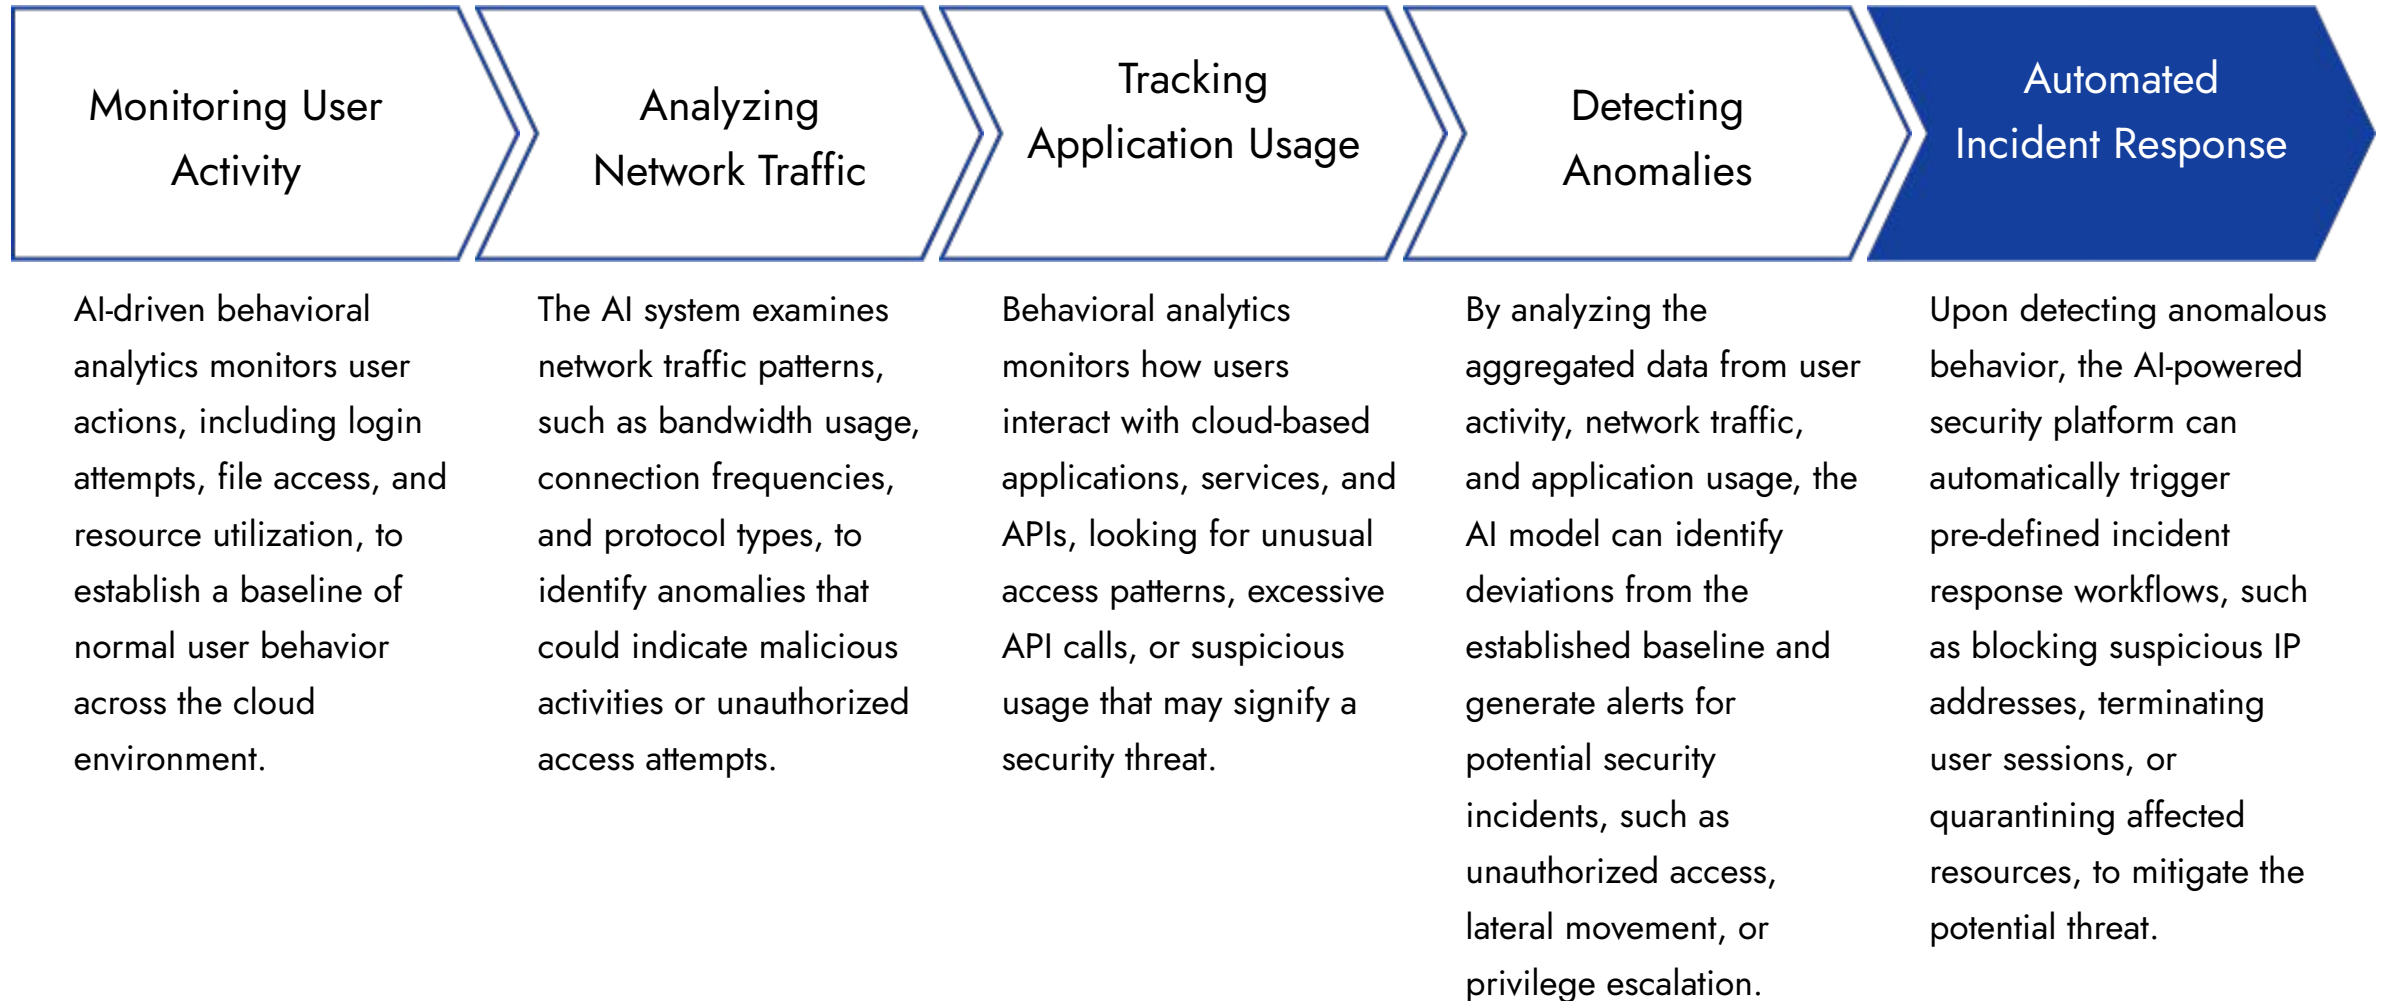 Monitoring User
Activity
Analyzing
Network Traffic
Tracking
Application Usage
Detecting
Anomalies
Automated
Incident Response
AI-driven behavioral
analytics monitors user
actions, including login
attempts, file access, and
resource utilization, to
establish a baseline of
normal user behavior
across the cloud
environment.
The AI system examines
network traffic patterns,
such as bandwidth usage,
connection frequencies,
and protocol types, to
identify anomalies that
could indicate malicious
activities or unauthorized
access attempts.
Behavioral analytics
monitors how users
interact with cloud-based
applications, services, and
APIs, looking for unusual
access patterns, excessive
API calls, or suspicious
usage that may signify a
security threat.
By analyzing the
aggregated data from user
activity, network traffic,
and application usage, the
AI model can identify
deviations from the
established baseline and
generate alerts for
potential security
incidents, such as
unauthorized access,
lateral movement, or
privilege escalation.
Upon detecting anomalous
behavior, the AI-powered
security platform can
automatically trigger
pre-defined incident
response workflows, such
as blocking suspicious IP
addresses, terminating
user sessions, or
quarantining affected
resources, to mitigate the
potential threat.